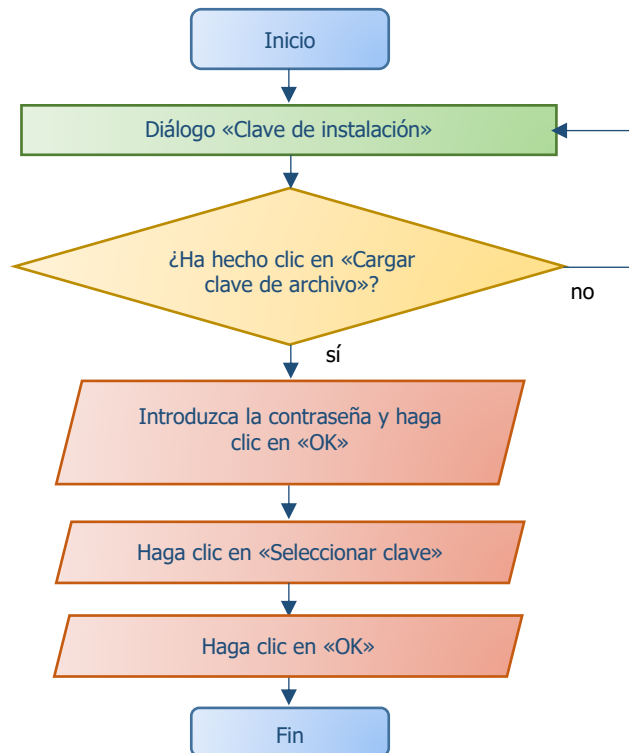 Inicio
Diálogo «Clave de instalación»
¿Ha hecho clic en «Cargar
clave de archivo»?
no
sí
Introduzca la contraseña y haga
clic en «OK»
Haga clic en «Seleccionar clave»
Haga clic en «OK»
Fin